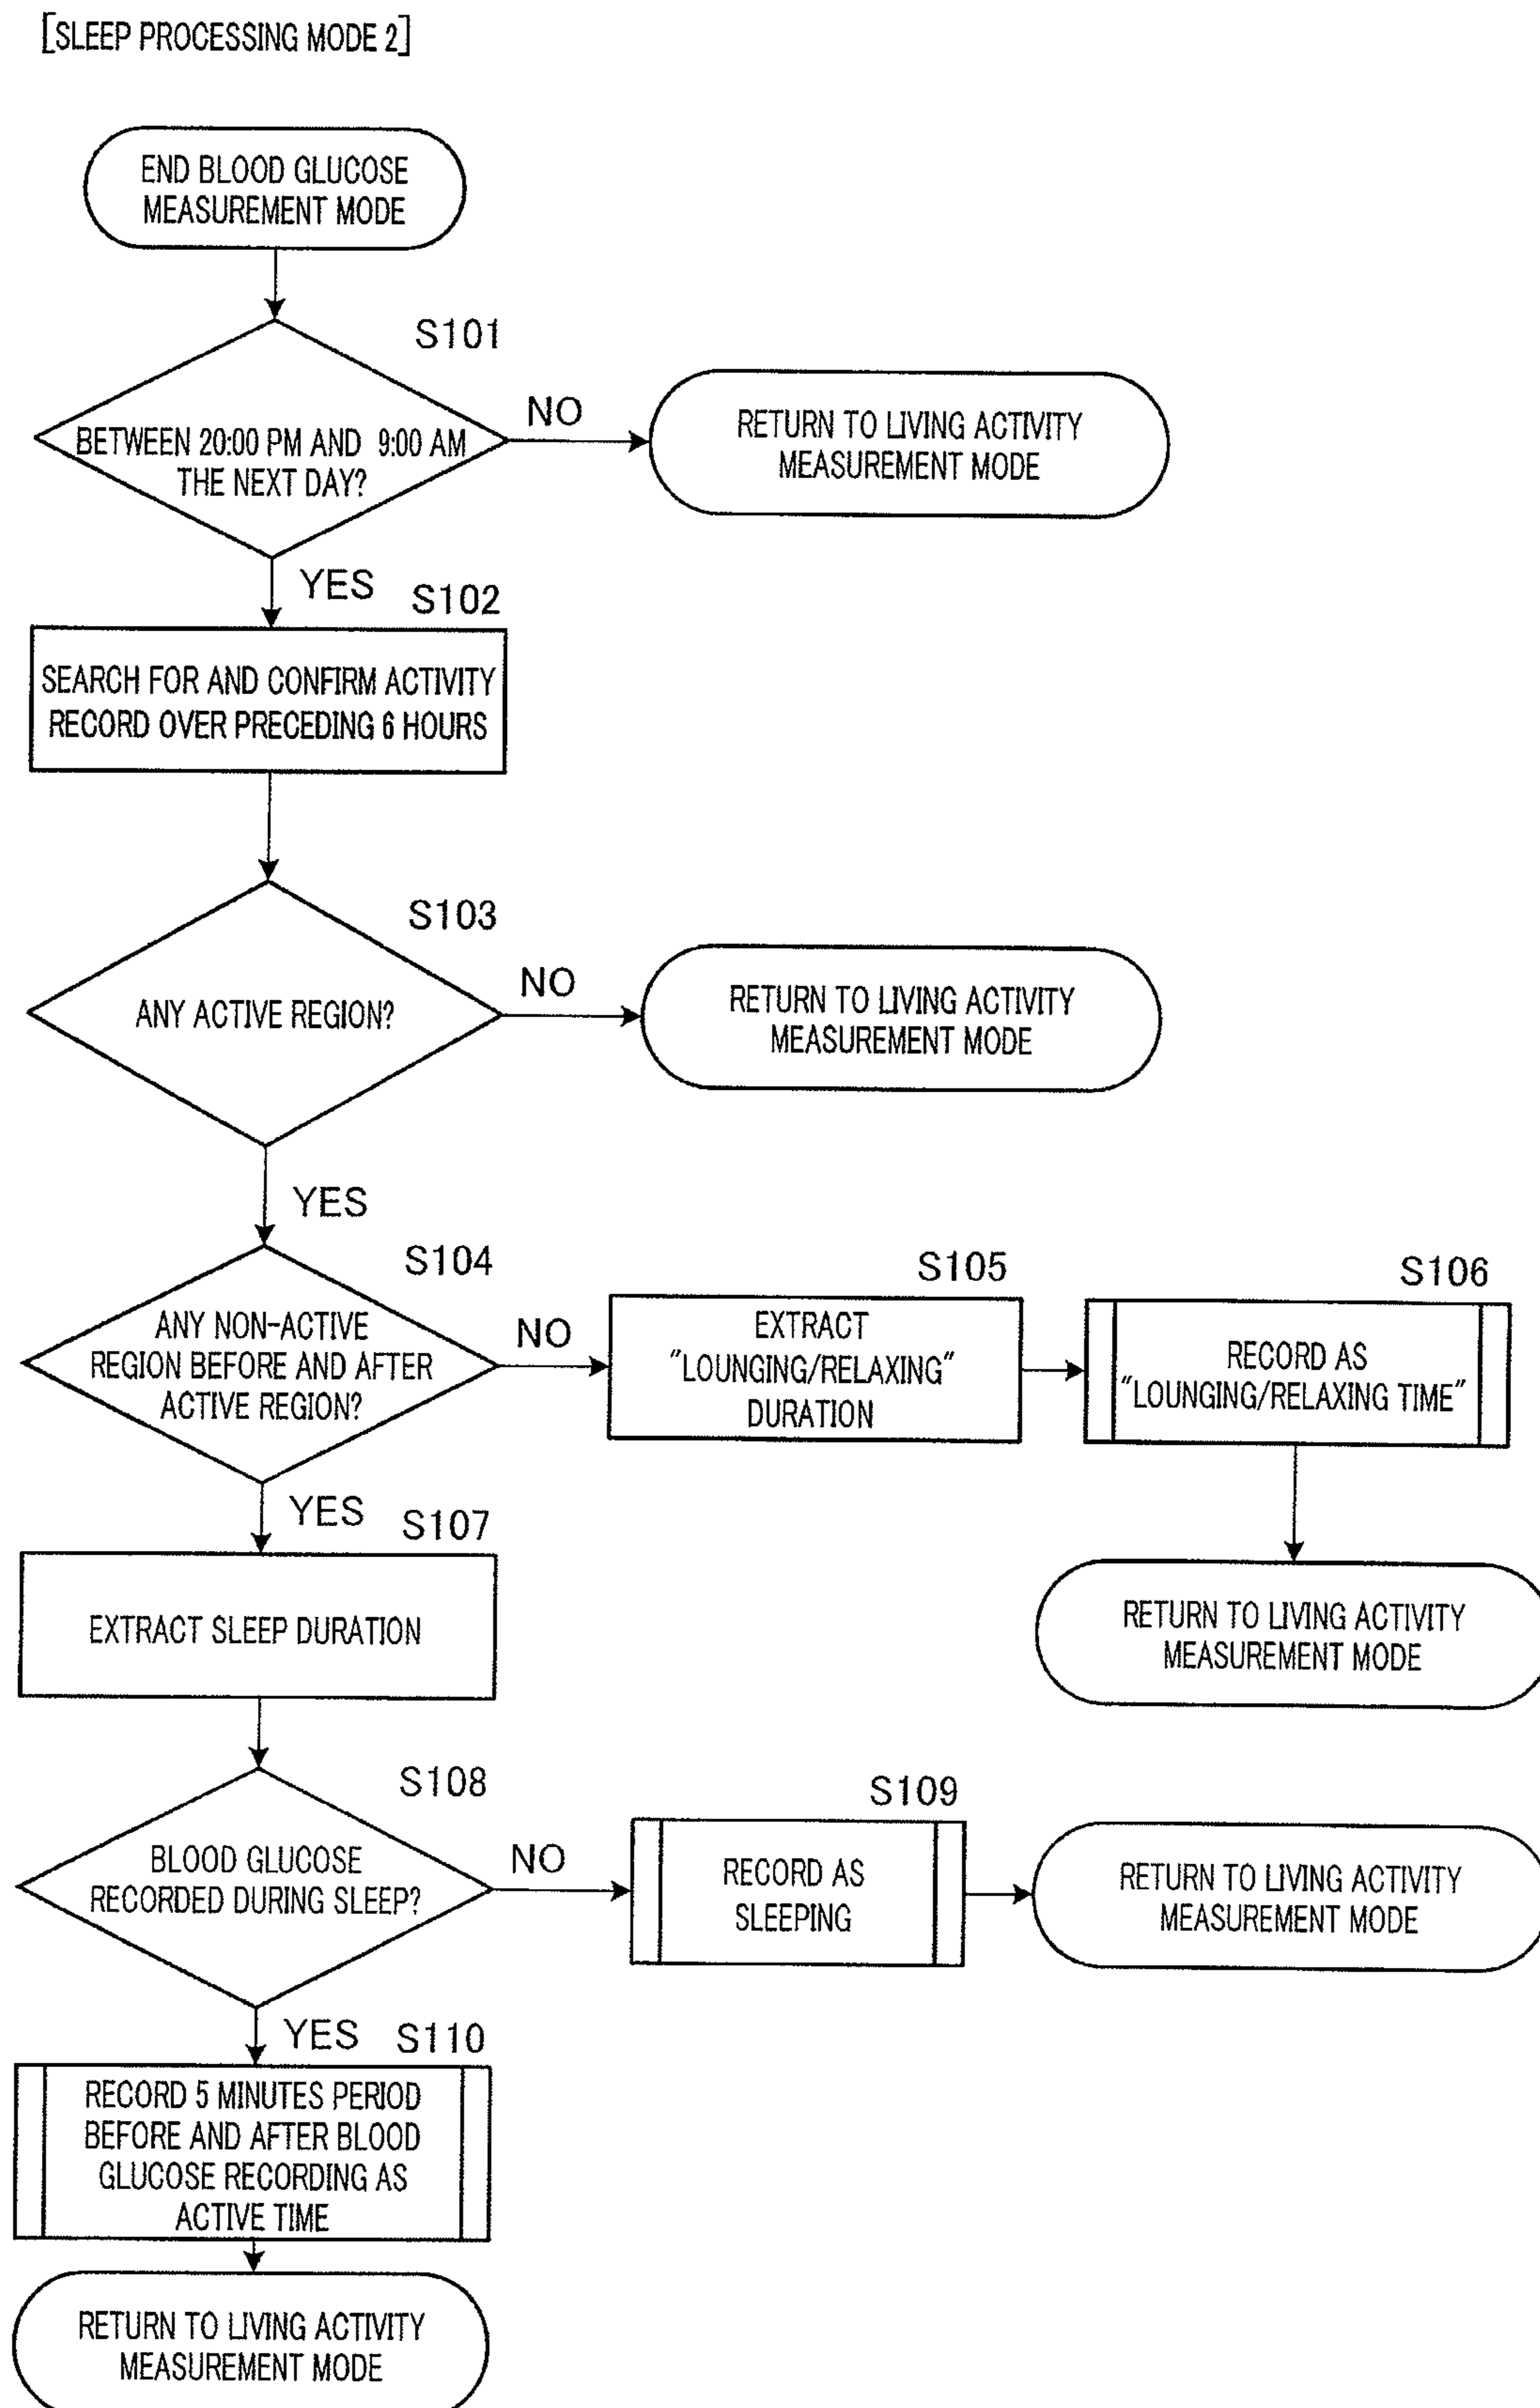 [SLEEP PROCESSING MODE 2]
END BLOOD GLUCOSE
MEASUREMENT MODE
S101
BETWEEN 20:00 PM AND 9:00 AM
THE NEXT DAY?
NO
RETURN TO LIVING ACTIVITY
MEASUREMENT MODE
YES
S102
SEARCH FOR AND CONFIRM ACTIVITY
RECORD OVER PRECEDING 6 HOURS
S103
ANY ACTIVE REGION?
NO
RETURN TO LIVING ACTIVITY
MEASUREMENT MODE
YES
S104
ANY NON-ACTIVE
REGION BEFORE AND AFTER
ACTIVE REGION?
NO
S105
EXTRACT
"LOUNGING/RELAXING"
DURATION
S106
RECORD AS
"LOUNGING/RELAXING TIME"
RETURN TO LIVING ACTIVITY
MEASUREMENT MODE
YES
S107
EXTRACT SLEEP DURATION
S108
BLOOD GLUCOSE
RECORDED DURING SLEEP?
NO
S109
RECORD AS
SLEEPING
RETURN TO LIVING ACTIVITY
MEASUREMENT MODE
YES
S110
RECORD 5 MINUTES PERIOD
BEFORE AND AFTER BLOOD
GLUCOSE RECORDING AS
ACTIVE TIME
RETURN TO LIVING ACTIVITY
MEASUREMENT MODE